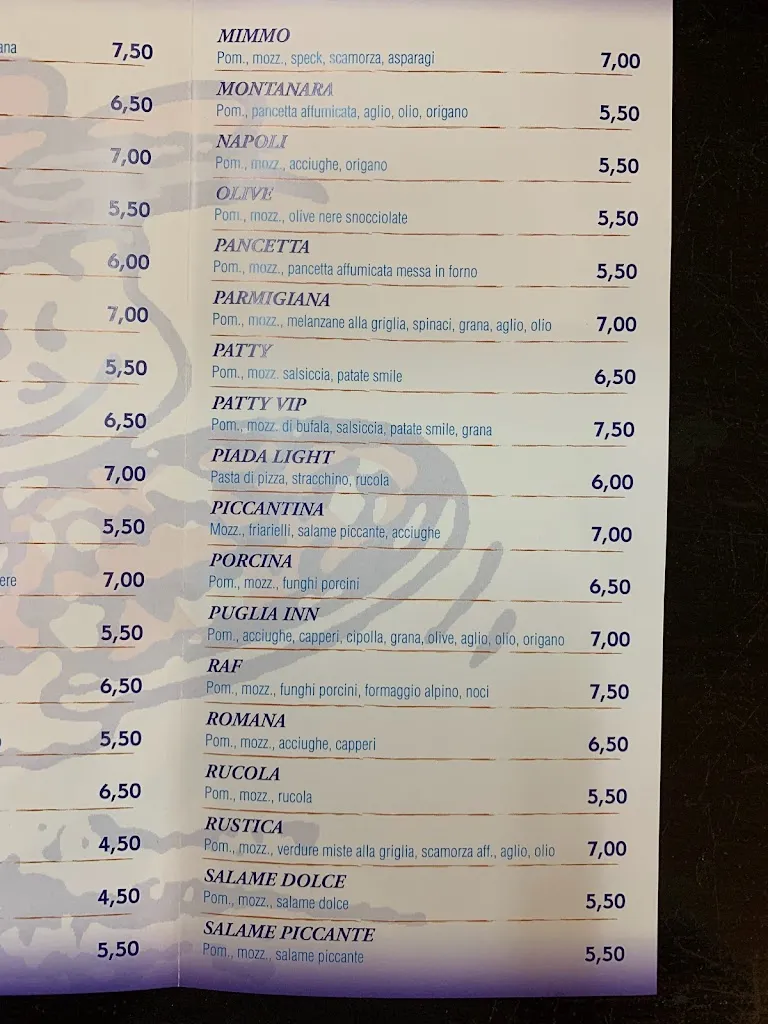 ana
7,50
6,50
7,00
5,50
6,00
7,00
5,50
6,50
7,00
5,50
ere
7,00
5,50
6,50
5,50
6,50
4,50
4,50
5,50
MIMMO
Pom., mozz., speck, scamorza, asparagi 7,00
MONTANARA
Pom., pancetta affumicata, aglio, olio, origano 5,50
NAPOLI
Pom., mozz., acciughe, origano 5,50
OLIVE
Pom., mozz., olive nere snocciolate 5,50
PANCETTA
Pom., mozz., pancetta affumicata messa in forno 5,50
PARMIGIANA
Pom., mozz., melanzane alla griglia, spinaci, grana, aglio, olio 7,00
PATTY
Pom., mozz. salsiccia, patate smile 6,50
PATTY VIP
Pom., mozz. di bufala, salsiccia, patate smile, grana 7,50
PIADA LIGHT
Pasta di pizza, stracchino, rucola 6,00
PICCANTINA
Mozz., friarielli, salame piccante, acciughe 7,00
PORCINA
Pom., mozz., funghi porcini 6,50
PUGLIA INN
Pom., acciughe, capperi, cipolla, grana, olive, aglio, olio, origano 7,00
RAF
Pom., mozz., funghi porcini, formaggio alpino, noci 7,50
ROMANA
Pom., mozz., acciughe, capperi 6,50
RUCOLA
Pom., mozz., rucola 5,50
RUSTICA
Pom., mozz., verdure miste alla griglia, scamorza aff., aglio, olio 7,00
SALAME DOLCE
Pom., mozz., salame dolce 5,50
SALAME PICCANTE
Pom., mozz., salame piccante 5,50